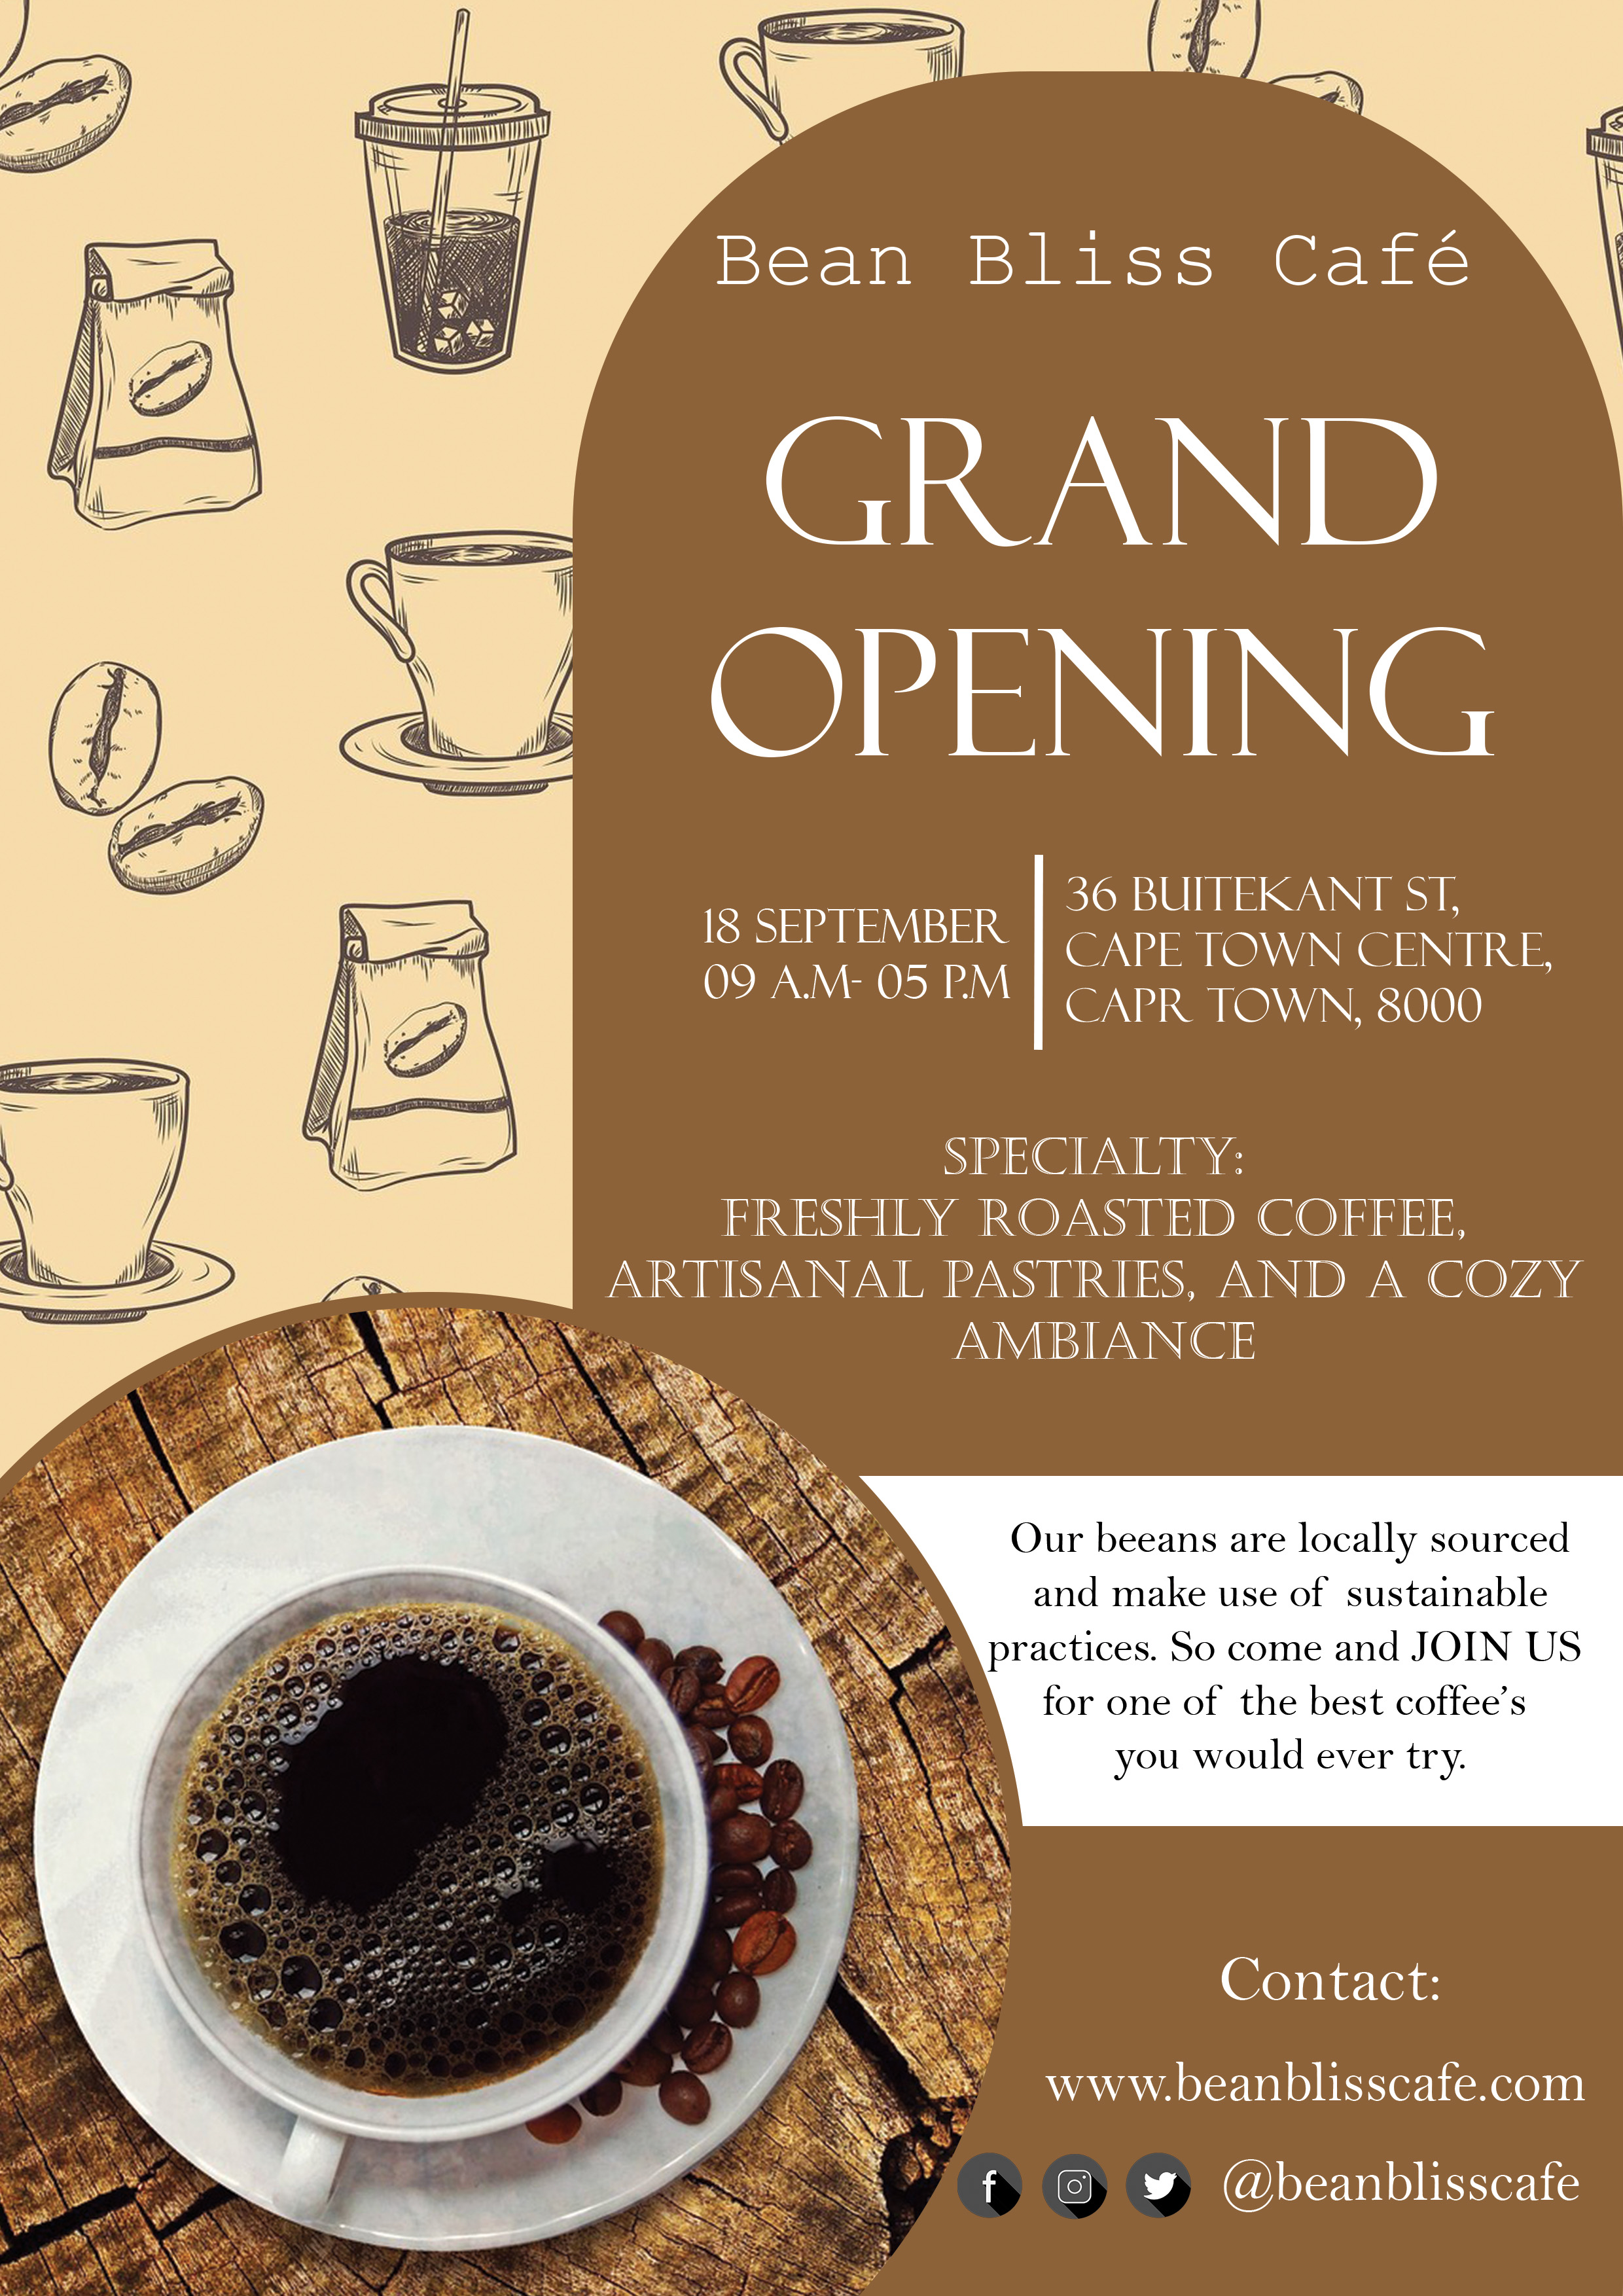 Bean Bliss Café
GRAND
OPENING
18 SEPTEMBER
09 A.M- 05 P.M
36 BUITEKANT ST,
CAPE TOWN CENTRE,
CAPR TOWN, 8000
SPECIALTY:
FRESHLY ROASTED COFFEE,
ARTISANAL PASTRIES, AND A COZY
AMBIANCE
Our beeans are locally sourced
and make use of sustainable
practices. So come and JOIN US
for one of the best coffee's
you would ever try.
Contact:
www.beanblisscafe.com
@beanblisscafe